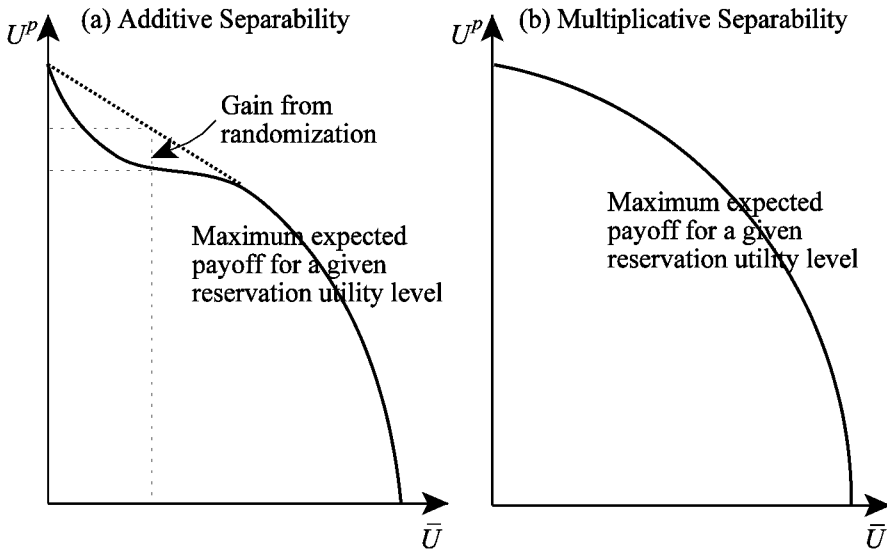 (a) Additive Separability
U^p
Gain from
randomization
Maximum expected
payoff for a given
reservation utility level
Ū
(b) Multiplicative Separability
U^p
Maximum expected
payoff for a given
reservation utility level
Ū